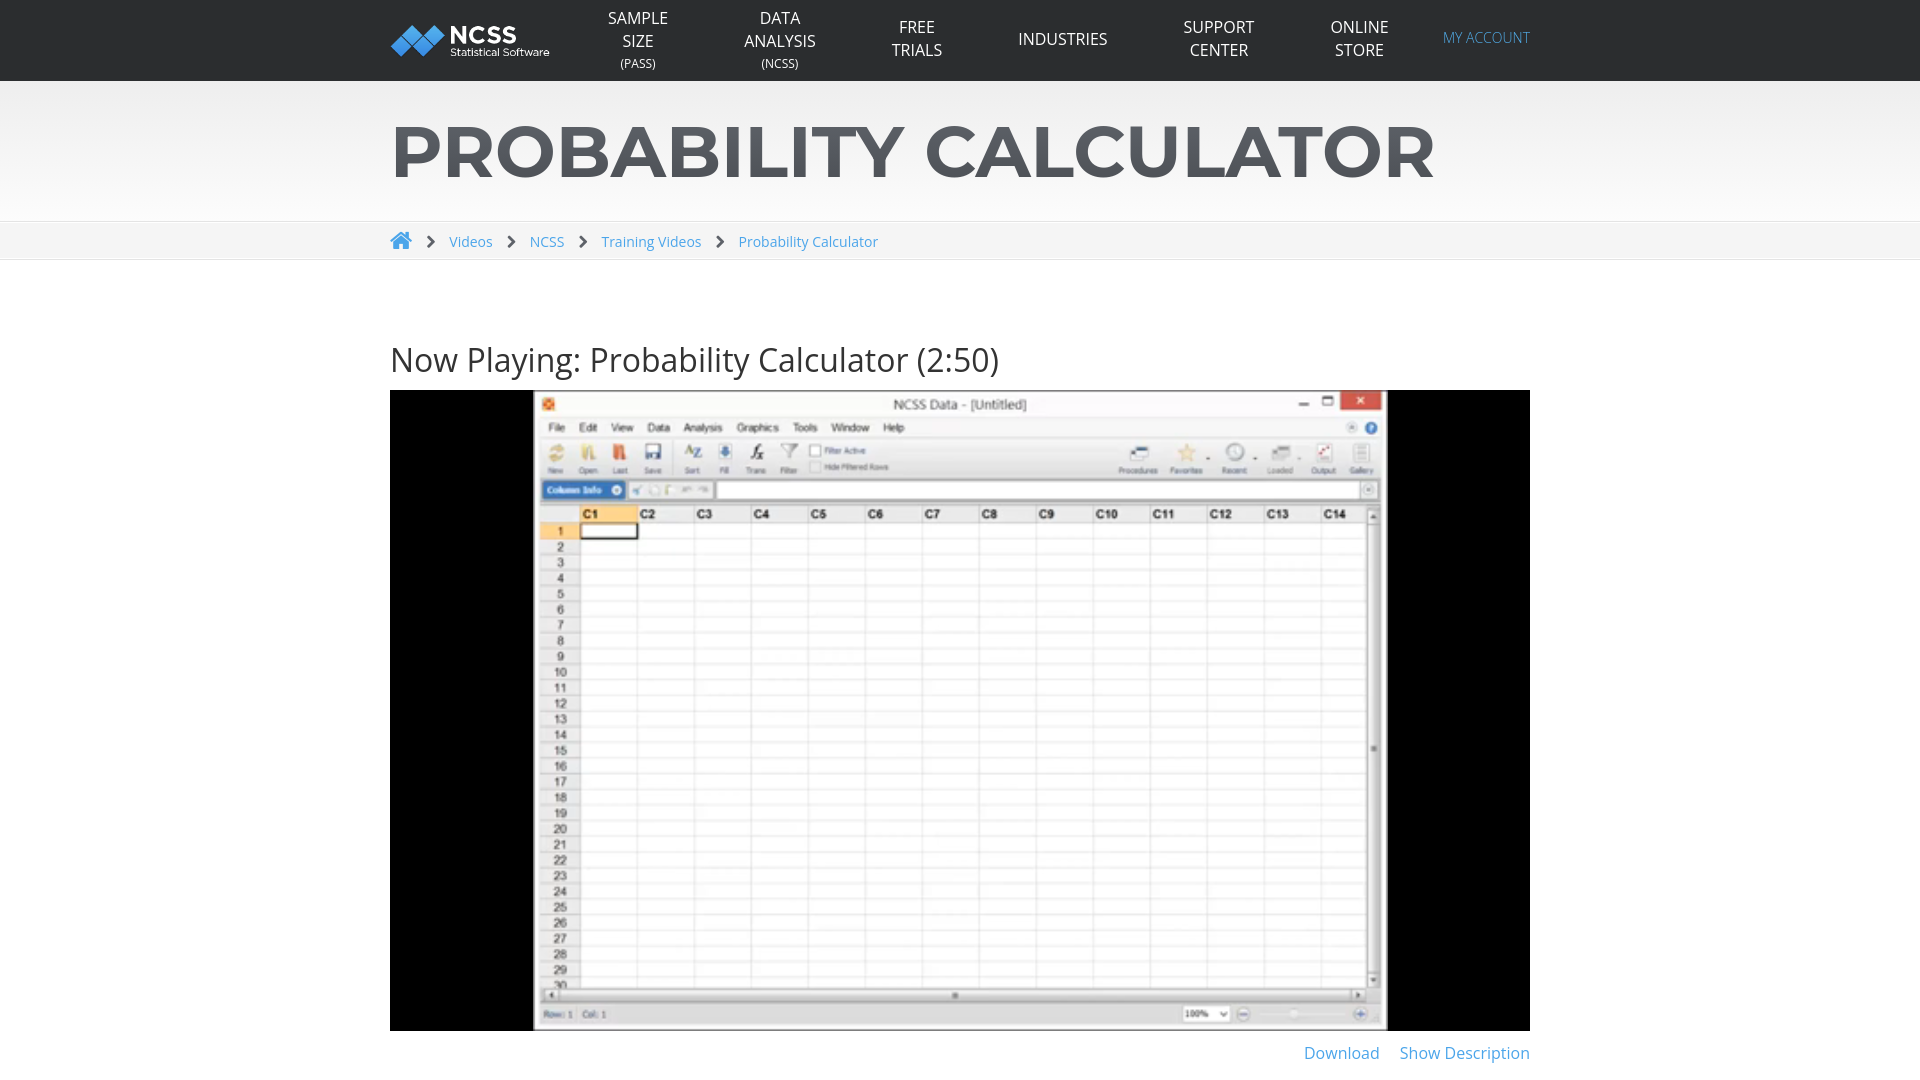 NCSS
Statistical Software
SAMPLE
SIZE
(PASS)
DATA
ANALYSIS
(NCSS)
FREE
TRIALS
INDUSTRIES
SUPPORT
CENTER
ONLINE
STORE
MY ACCOUNT
PROBABILITY CALCULATOR
Videos
NCSS
Training Videos
Probability Calculator
Now Playing: Probability Calculator (2:50)
NCSS Data - [Untitled]
File Edit View Data Analysis Graphics Tools Window Help
Filter Active
Hide Filtered Rows
New Open Last Save Sort Fill Trans Filter Procedures Favorites Recent Loaded Output Gallery
Column Info
C1 C2 C3 C4 C5 C6 C7 C8 C9 C10 C11 C12 C13 C14
1
2
3
4
5
6
7
8
9
10
11
12
13
14
15
16
17
18
19
20
21
22
23
24
25
26
27
28
29
30
Row: 1 Col: 1
100%
Download Show Description